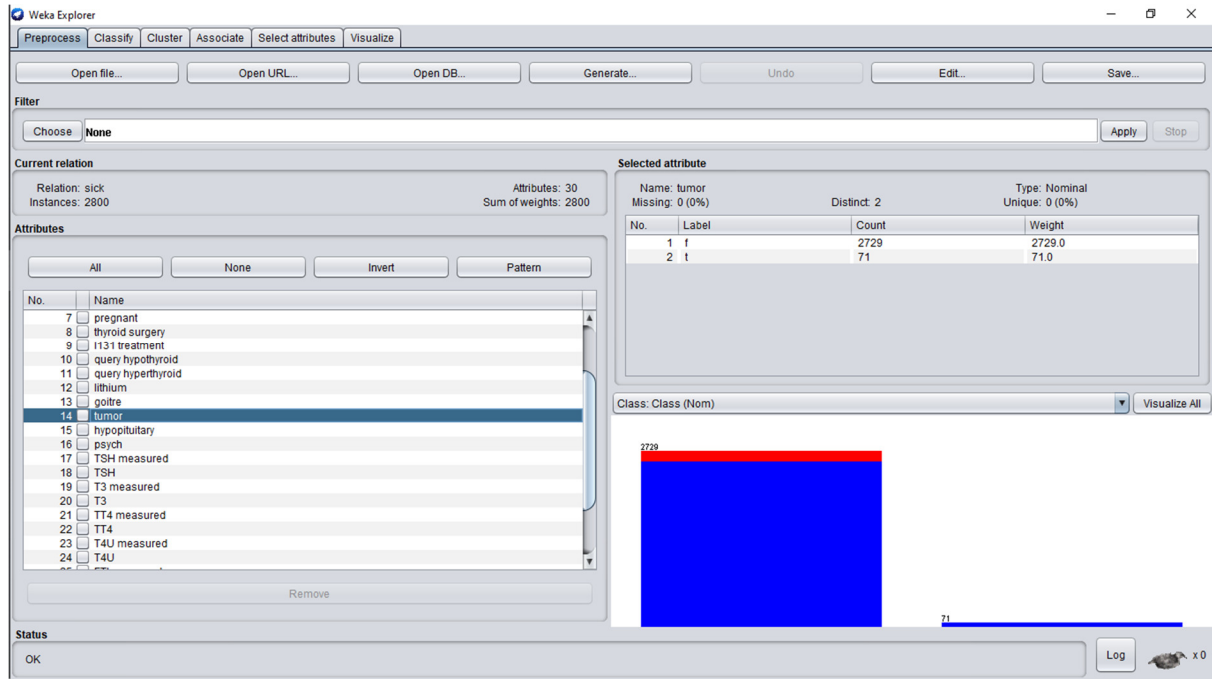 Weka Explorer
Preprocess Classify Cluster Associate Select attributes Visualize
Open file... Open URL... Open DB... Generate... Undo Edit... Save...
Filter
Choose None Apply Stop
Current relation
Relation: sick Attributes: 30
Instances: 2800 Sum of weights: 2800
Attributes
All None Invert Pattern
No. Name
7 pregnant
8 thyroid surgery
9 I131 treatment
10 query hypothyroid
11 query hyperthyroid
12 lithium
13 goitre
14 tumor
15 hypopituitary
16 psych
17 TSH measured
18 TSH
19 T3 measured
20 T3
21 TT4 measured
22 TT4
23 T4U measured
24 T4U
Remove
Selected attribute
Name: tumor Type: Nominal
Missing: 0 (0%) Distinct: 2 Unique: 0 (0%)
No. Label Count Weight
1 f 2729 2729.0
2 t 71 71.0
Class: Class (Nom) Visualize All
2729
71
Status
OK Log x 0